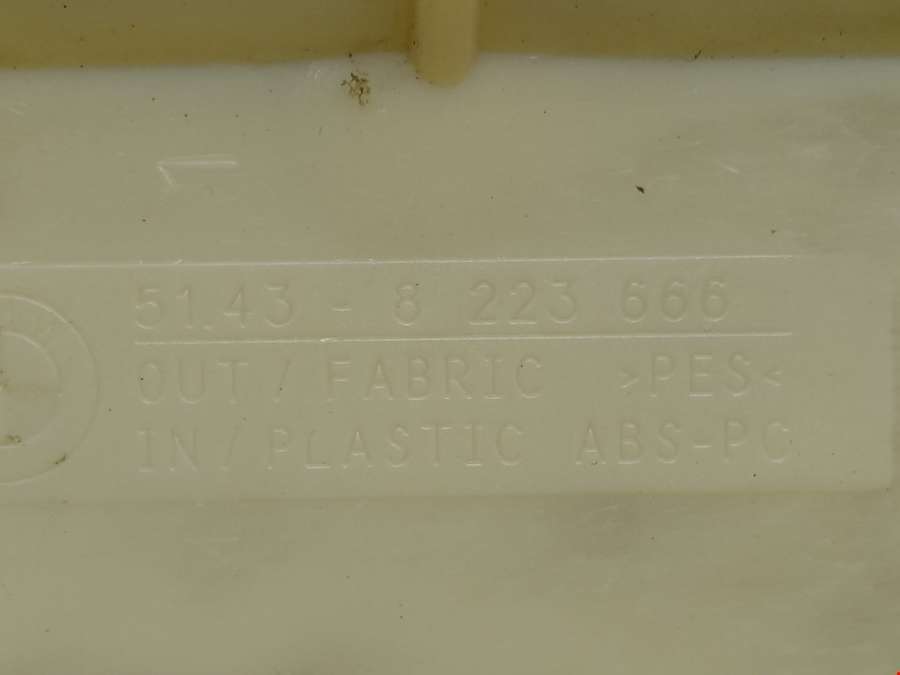 51.43 - 8 223 666
OUT / FABRIC >PES<
IN / PLASTIC ABS-PC